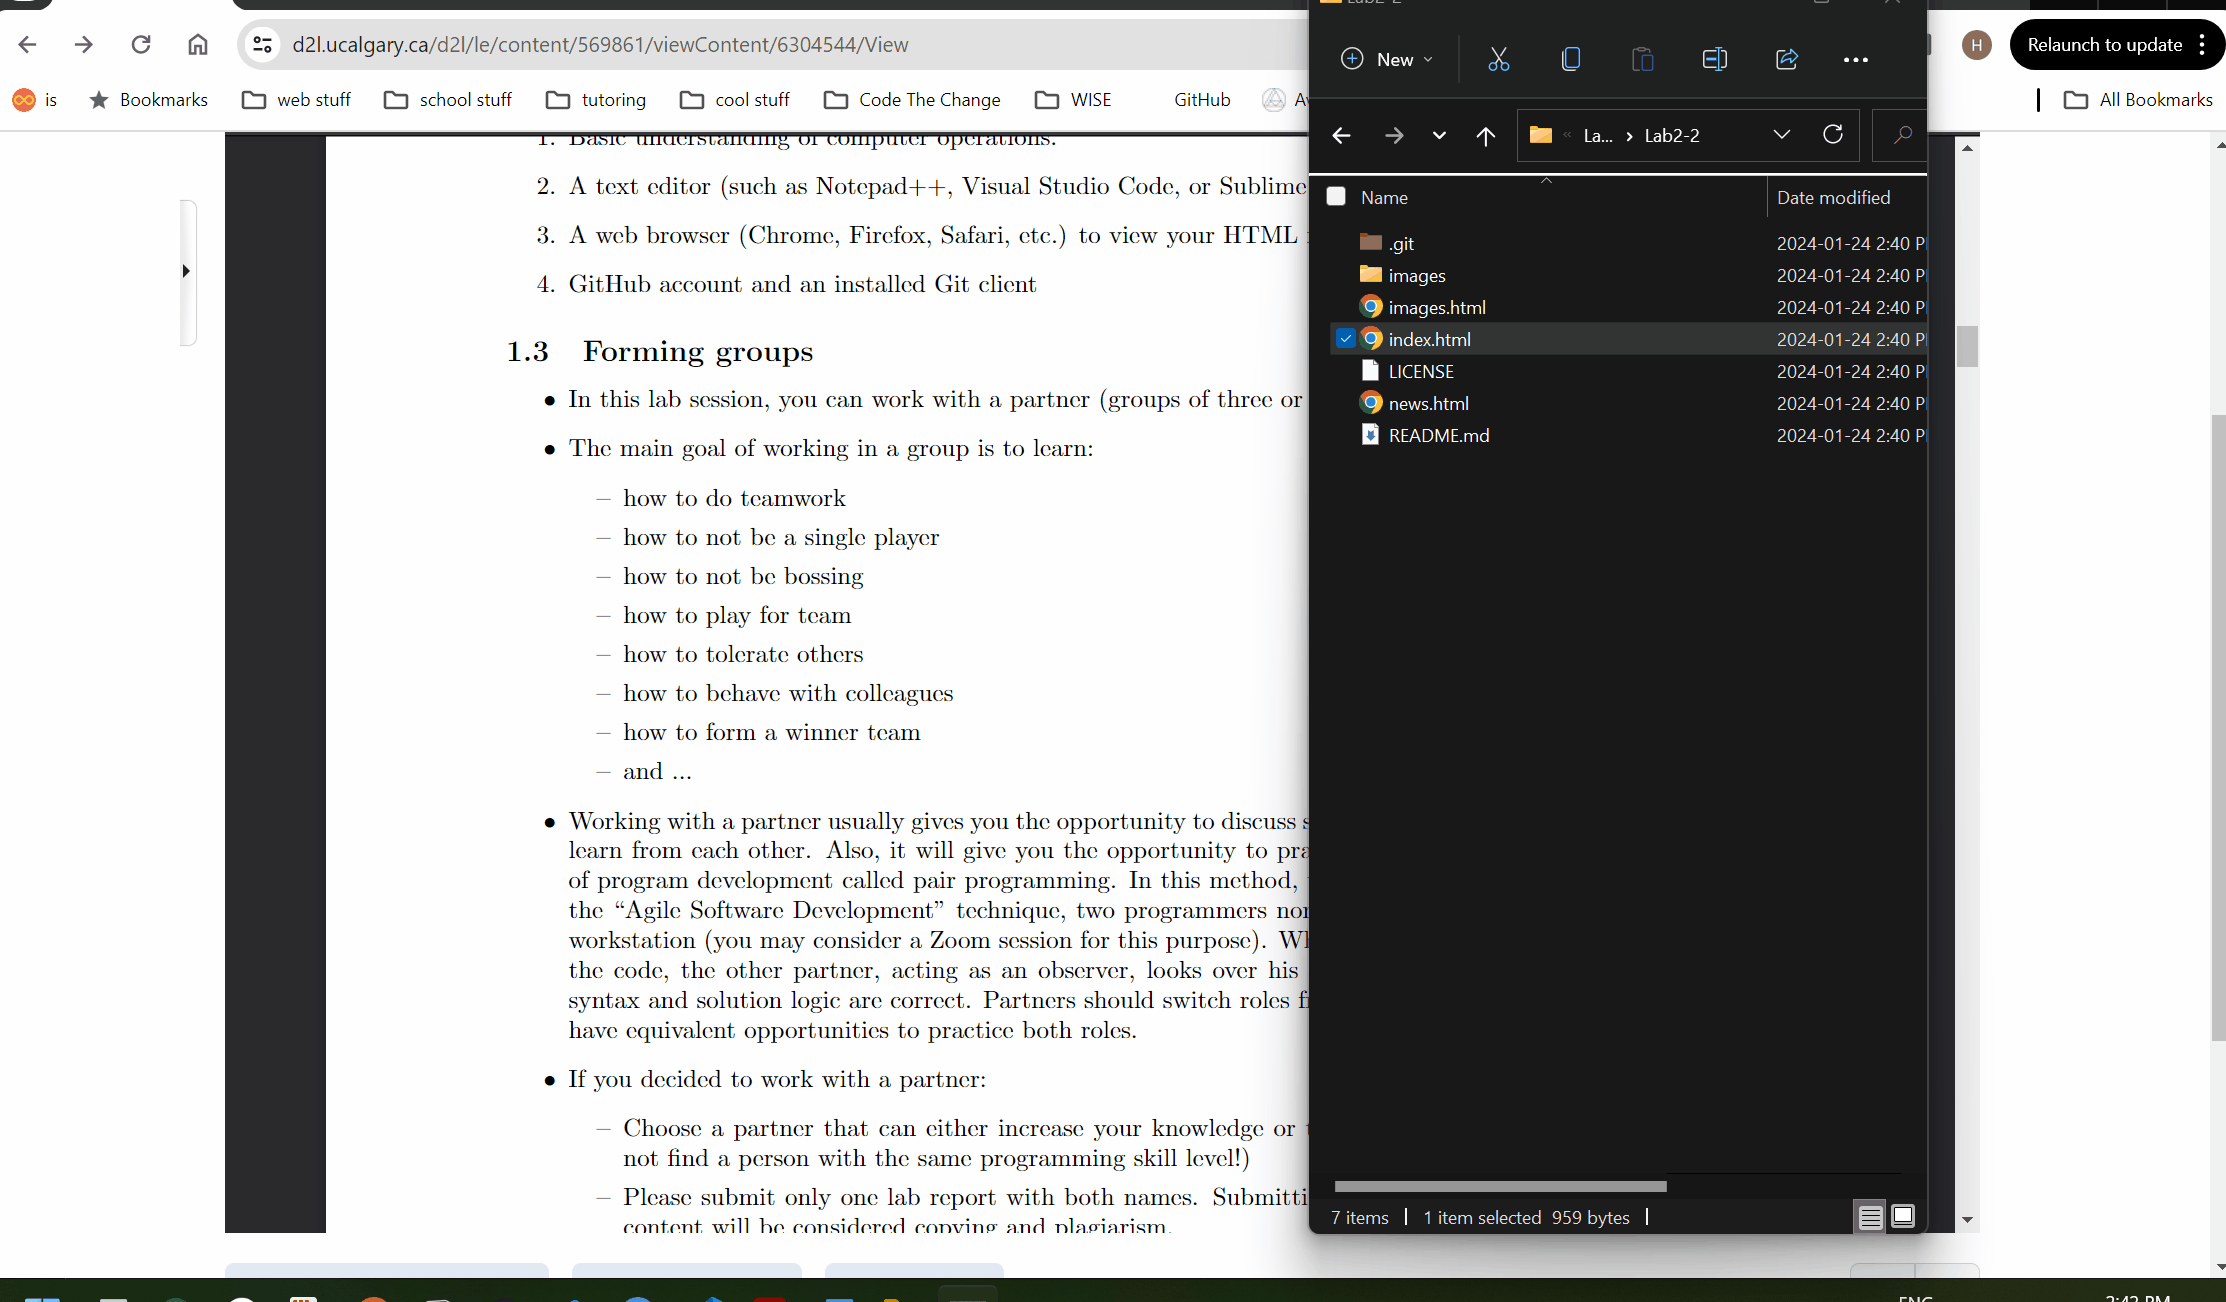 d2l.ucalgary.ca/d2l/le/content/569861/viewContent/6304544/View
H
Relaunch to update
is
Bookmarks
web stuff
school stuff
tutoring
cool stuff
Code The Change
WISE
GitHub
All Bookmarks
1. Basic understanding of computer operations.
2. A text editor (such as Notepad++, Visual Studio Code, or Sublime
3. A web browser (Chrome, Firefox, Safari, etc.) to view your HTML
4. GitHub account and an installed Git client
1.3 Forming groups
• In this lab session, you can work with a partner (groups of three or
• The main goal of working in a group is to learn:
– how to do teamwork
– how to not be a single player
– how to not be bossing
– how to play for team
– how to tolerate others
– how to behave with colleagues
– how to form a winner team
– and ...
• Working with a partner usually gives you the opportunity to discuss
learn from each other. Also, it will give you the opportunity to
of program development called pair programming. In this method,
the “Agile Software Development” technique, two programmers
workstation (you may consider a Zoom session for this purpose).
the code, the other partner, acting as an observer, looks over his
syntax and solution logic are correct. Partners should switch roles
have equivalent opportunities to practice both roles.
• If you decided to work with a partner:
– Choose a partner that can either increase your knowledge or
not find a person with the same programming skill level!)
– Please submit only one lab report with both names.
content will be considered copying and plagiarism.
Lab2-2
New
« La... › Lab2-2
Name
Date modified
.git 2024-01-24 2:40 P
images 2024-01-24 2:40 P
images.html 2024-01-24 2:40 P
index.html 2024-01-24 2:40 P
LICENSE 2024-01-24 2:40 P
news.html 2024-01-24 2:40 P
README.md 2024-01-24 2:40 P
7 items
1 item selected 959 bytes
ENG
2:42 PM